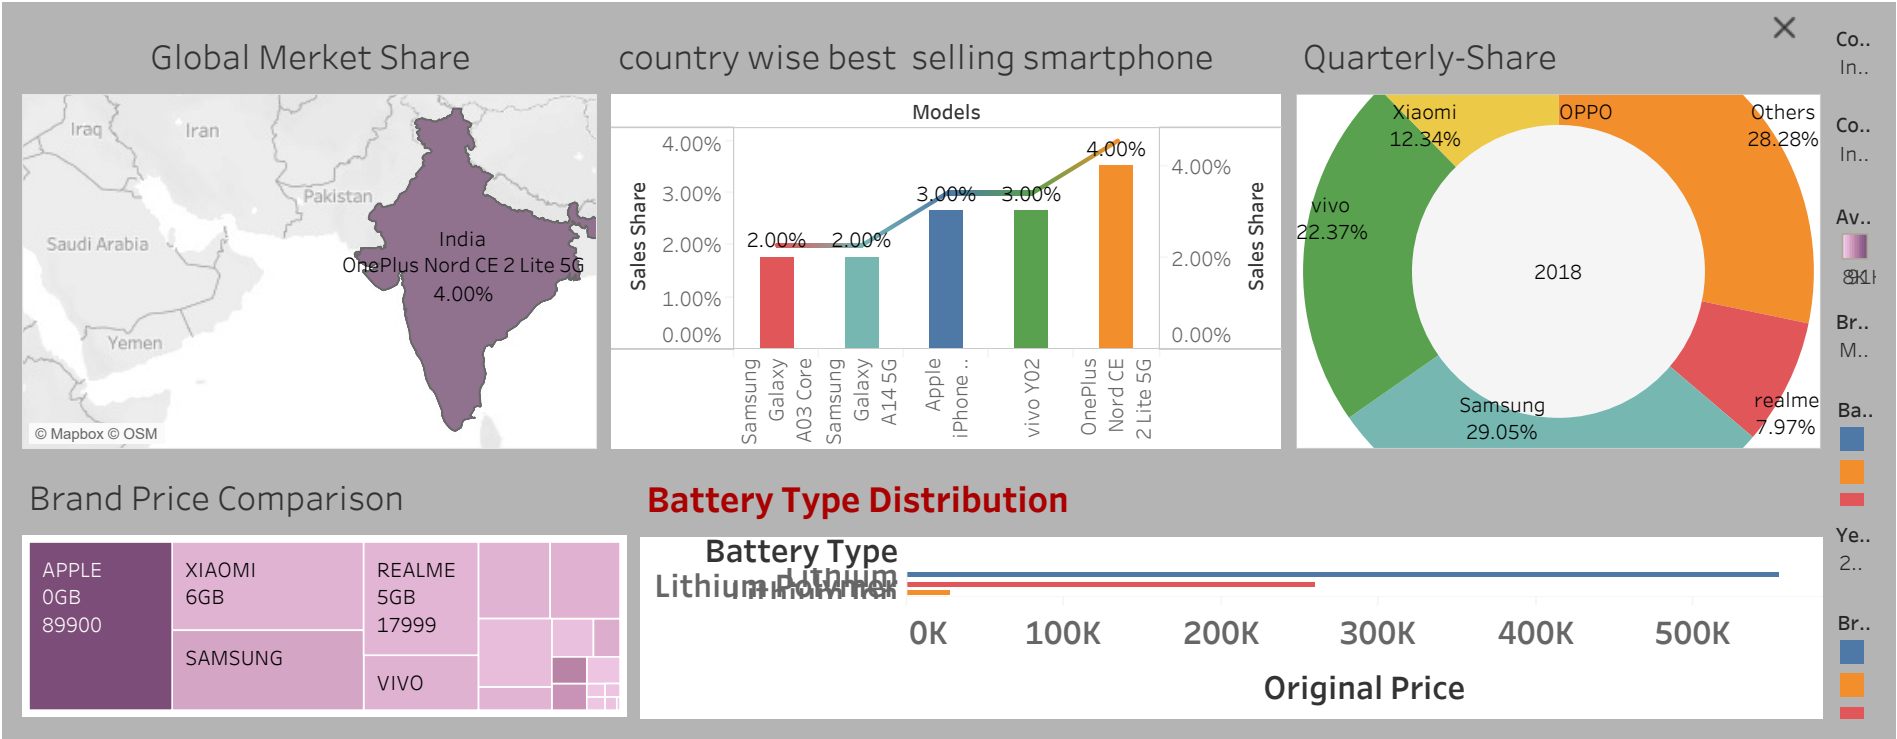 Global Merket Share
Iraq
Iran
Pakistan
Saudi Arabia
Yemen
India
OnePlus Nord CE 2 Lite 5G
4.00%
© Mapbox © OSM
country wise best selling smartphone
Models
Sales Share
4.00%
3.00%
2.00%
1.00%
0.00%
2.00%
2.00%
3.00%
3.00%
4.00%
4.00%
2.00%
0.00%
Sales Share
Samsung
Galaxy
A03 Core
Samsung
Galaxy
A14 5G
Apple
iPhone ..
vivo Y02
OnePlus
Nord CE
2 Lite 5G
Quarterly-Share
Xiaomi
12.34%
OPPO
Others
28.28%
vivo
22.37%
2018
Samsung
29.05%
realme
7.97%
Co..
In..
Co..
In..
Av..
Br..
M..
Ba..
Ye..
2..
Br..
Brand Price Comparison
APPLE
0GB
89900
XIAOMI
6GB
SAMSUNG
REALME
5GB
17999
VIVO
Battery Type Distribution
Battery Type
Lithium
Lithium Polymer
0K
100K
200K
300K
400K
500K
Original Price